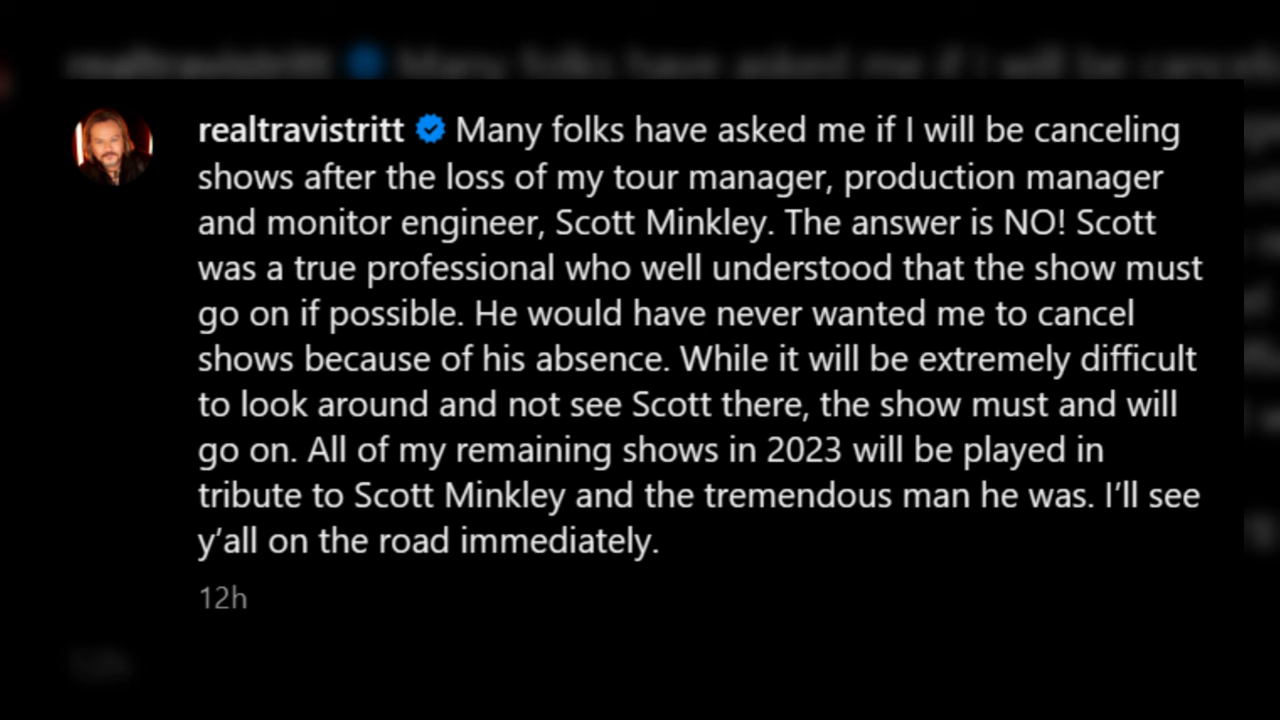 realtravistritt Many folks have asked me if I will be canceling
shows after the loss of my tour manager, production manager
and monitor engineer, Scott Minkley. The answer is NO! Scott
was a true professional who well understood that the show must
go on if possible. He would have never wanted me to cancel
shows because of his absence. While it will be extremely difficult
to look around and not see Scott there, the show must and will
go on. All of my remaining shows in 2023 will be played in
tribute to Scott Minkley and the tremendous man he was. I’ll see
y’all on the road immediately.
12h